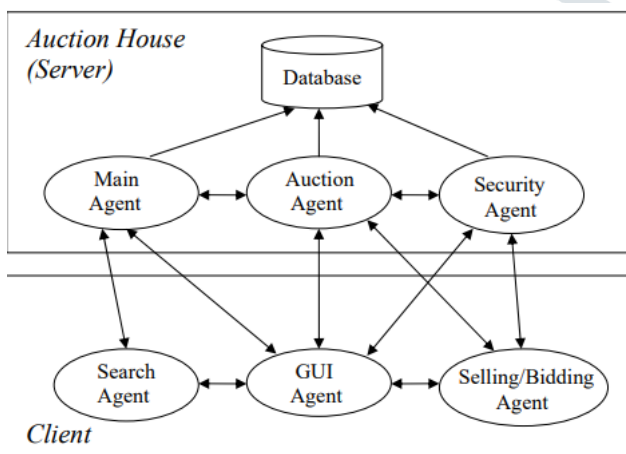 Auction House
(Server)
Database
Main
Agent
Auction
Agent
Security
Agent
Search
Agent
GUI
Agent
Selling/Bidding
Agent
Client